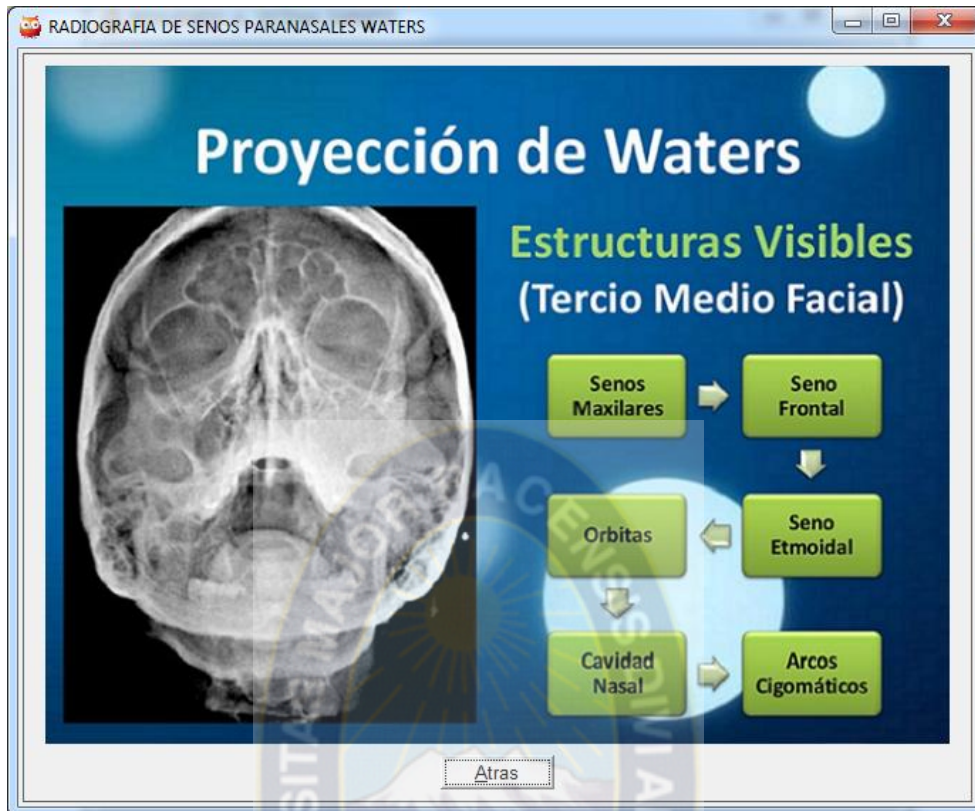 RADIOGRAFIA DE SENOS PARANASALES WATERS
Proyección de Waters
Estructuras Visibles
(Tercio Medio Facial)
Senos
Maxilares
Seno
Frontal
Orbitas
Seno
Etmoidal
Cavidad
Nasal
Arcos
Cigomáticos
Atras